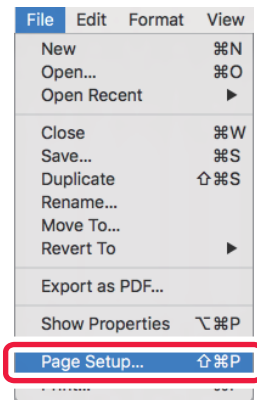 File Edit Format View
New ⌘N
Open... ⌘O
Open Recent ▶
Close ⌘W
Save... ⌘S
Duplicate ⇧⌘S
Rename...
Move To...
Revert To ▶
Export as PDF...
Show Properties ⌥⌘P
Page Setup... ⇧⌘P